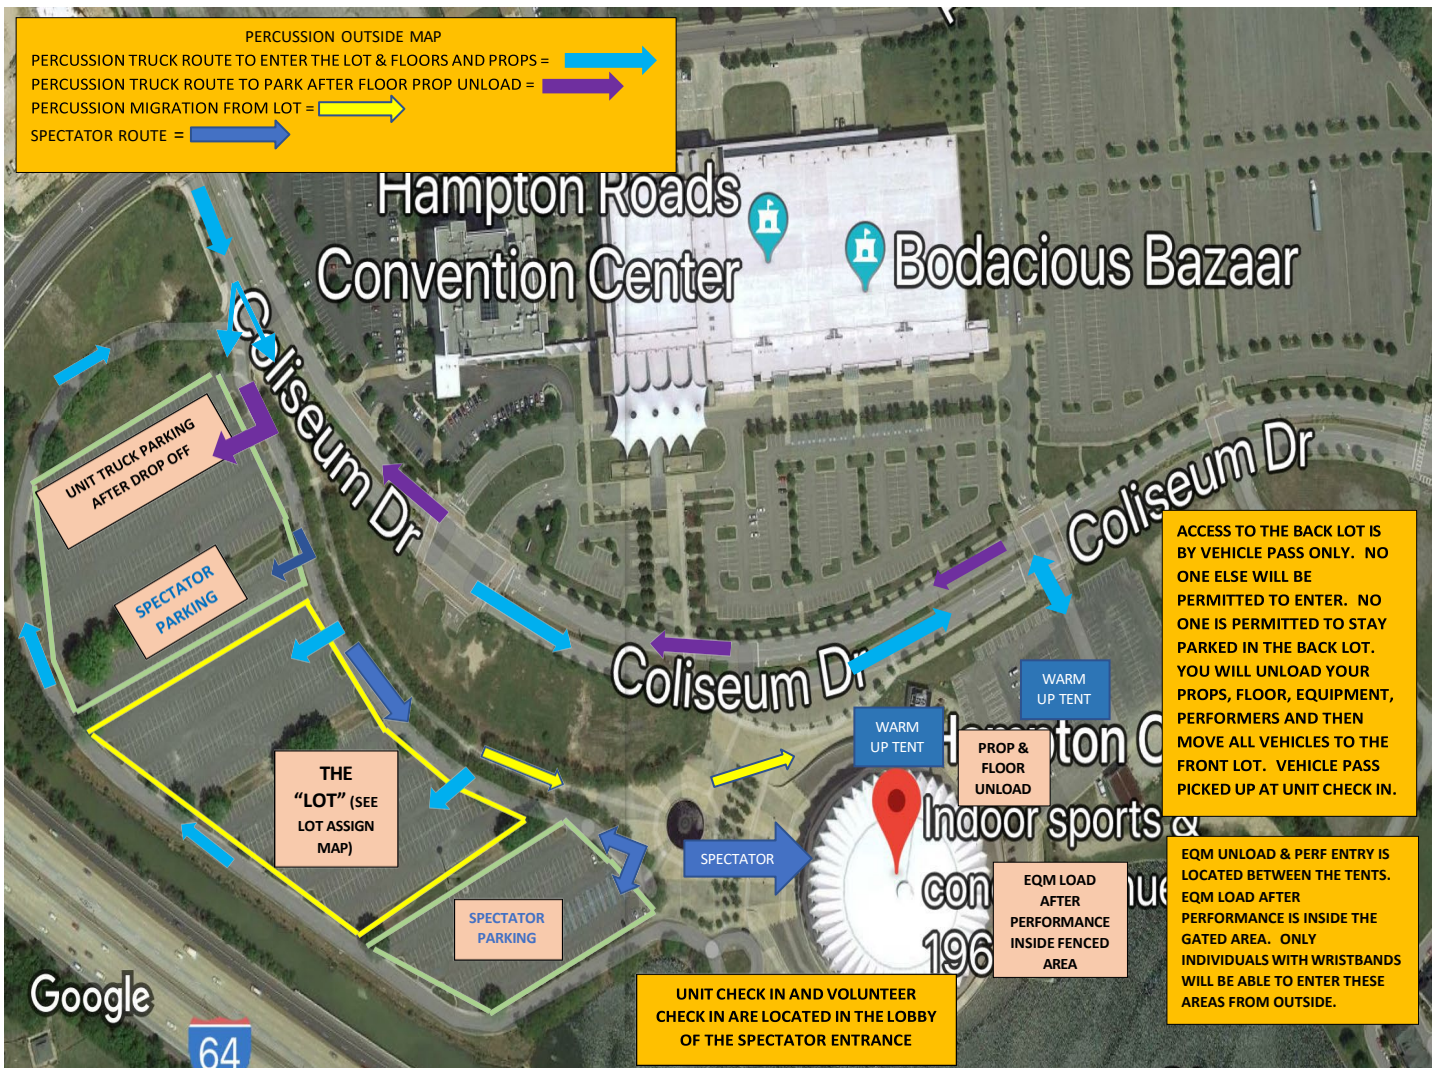 PERCUSSION OUTSIDE MAP
PERCUSSION TRUCK ROUTE TO ENTER THE LOT & FLOORS AND PROPS =
PERCUSSION TRUCK ROUTE TO PARK AFTER FLOOR PROP UNLOAD =
PERCUSSION MIGRATION FROM LOT =
SPECTATOR ROUTE =
Hampton Roads
Convention Center
Bodacious Bazaar
Coliseum Dr
Coliseum Dr
Coliseum Dr
UNIT TRUCK PARKING
AFTER DROP OFF
SPECTATOR
PARKING
THE
"LOT" (SEE
LOT ASSIGN
MAP)
SPECTATOR
PARKING
SPECTATOR
WARM
UP TENT
WARM
UP TENT
PROP &
FLOOR
UNLOAD
Hampton C
Indoor sports &
EQM LOAD
AFTER
PERFORMANCE
INSIDE FENCED
AREA
196
ACCESS TO THE BACK LOT IS
BY VEHICLE PASS ONLY. NO
ONE ELSE WILL BE
PERMITTED TO ENTER. NO
ONE IS PERMITTED TO STAY
PARKED IN THE BACK LOT.
YOU WILL UNLOAD YOUR
PROPS, FLOOR, EQUIPMENT,
PERFORMERS AND THEN
MOVE ALL VEHICLES TO THE
FRONT LOT. VEHICLE PASS
PICKED UP AT UNIT CHECK IN.
EQM UNLOAD & PERF ENTRY IS
LOCATED BETWEEN THE TENTS.
EQM LOAD AFTER
PERFORMANCE IS INSIDE THE
GATED AREA. ONLY
INDIVIDUALS WITH WRISTBANDS
WILL BE ABLE TO ENTER THESE
AREAS FROM OUTSIDE.
UNIT CHECK IN AND VOLUNTEER
CHECK IN ARE LOCATED IN THE LOBBY
OF THE SPECTATOR ENTRANCE
Google
64